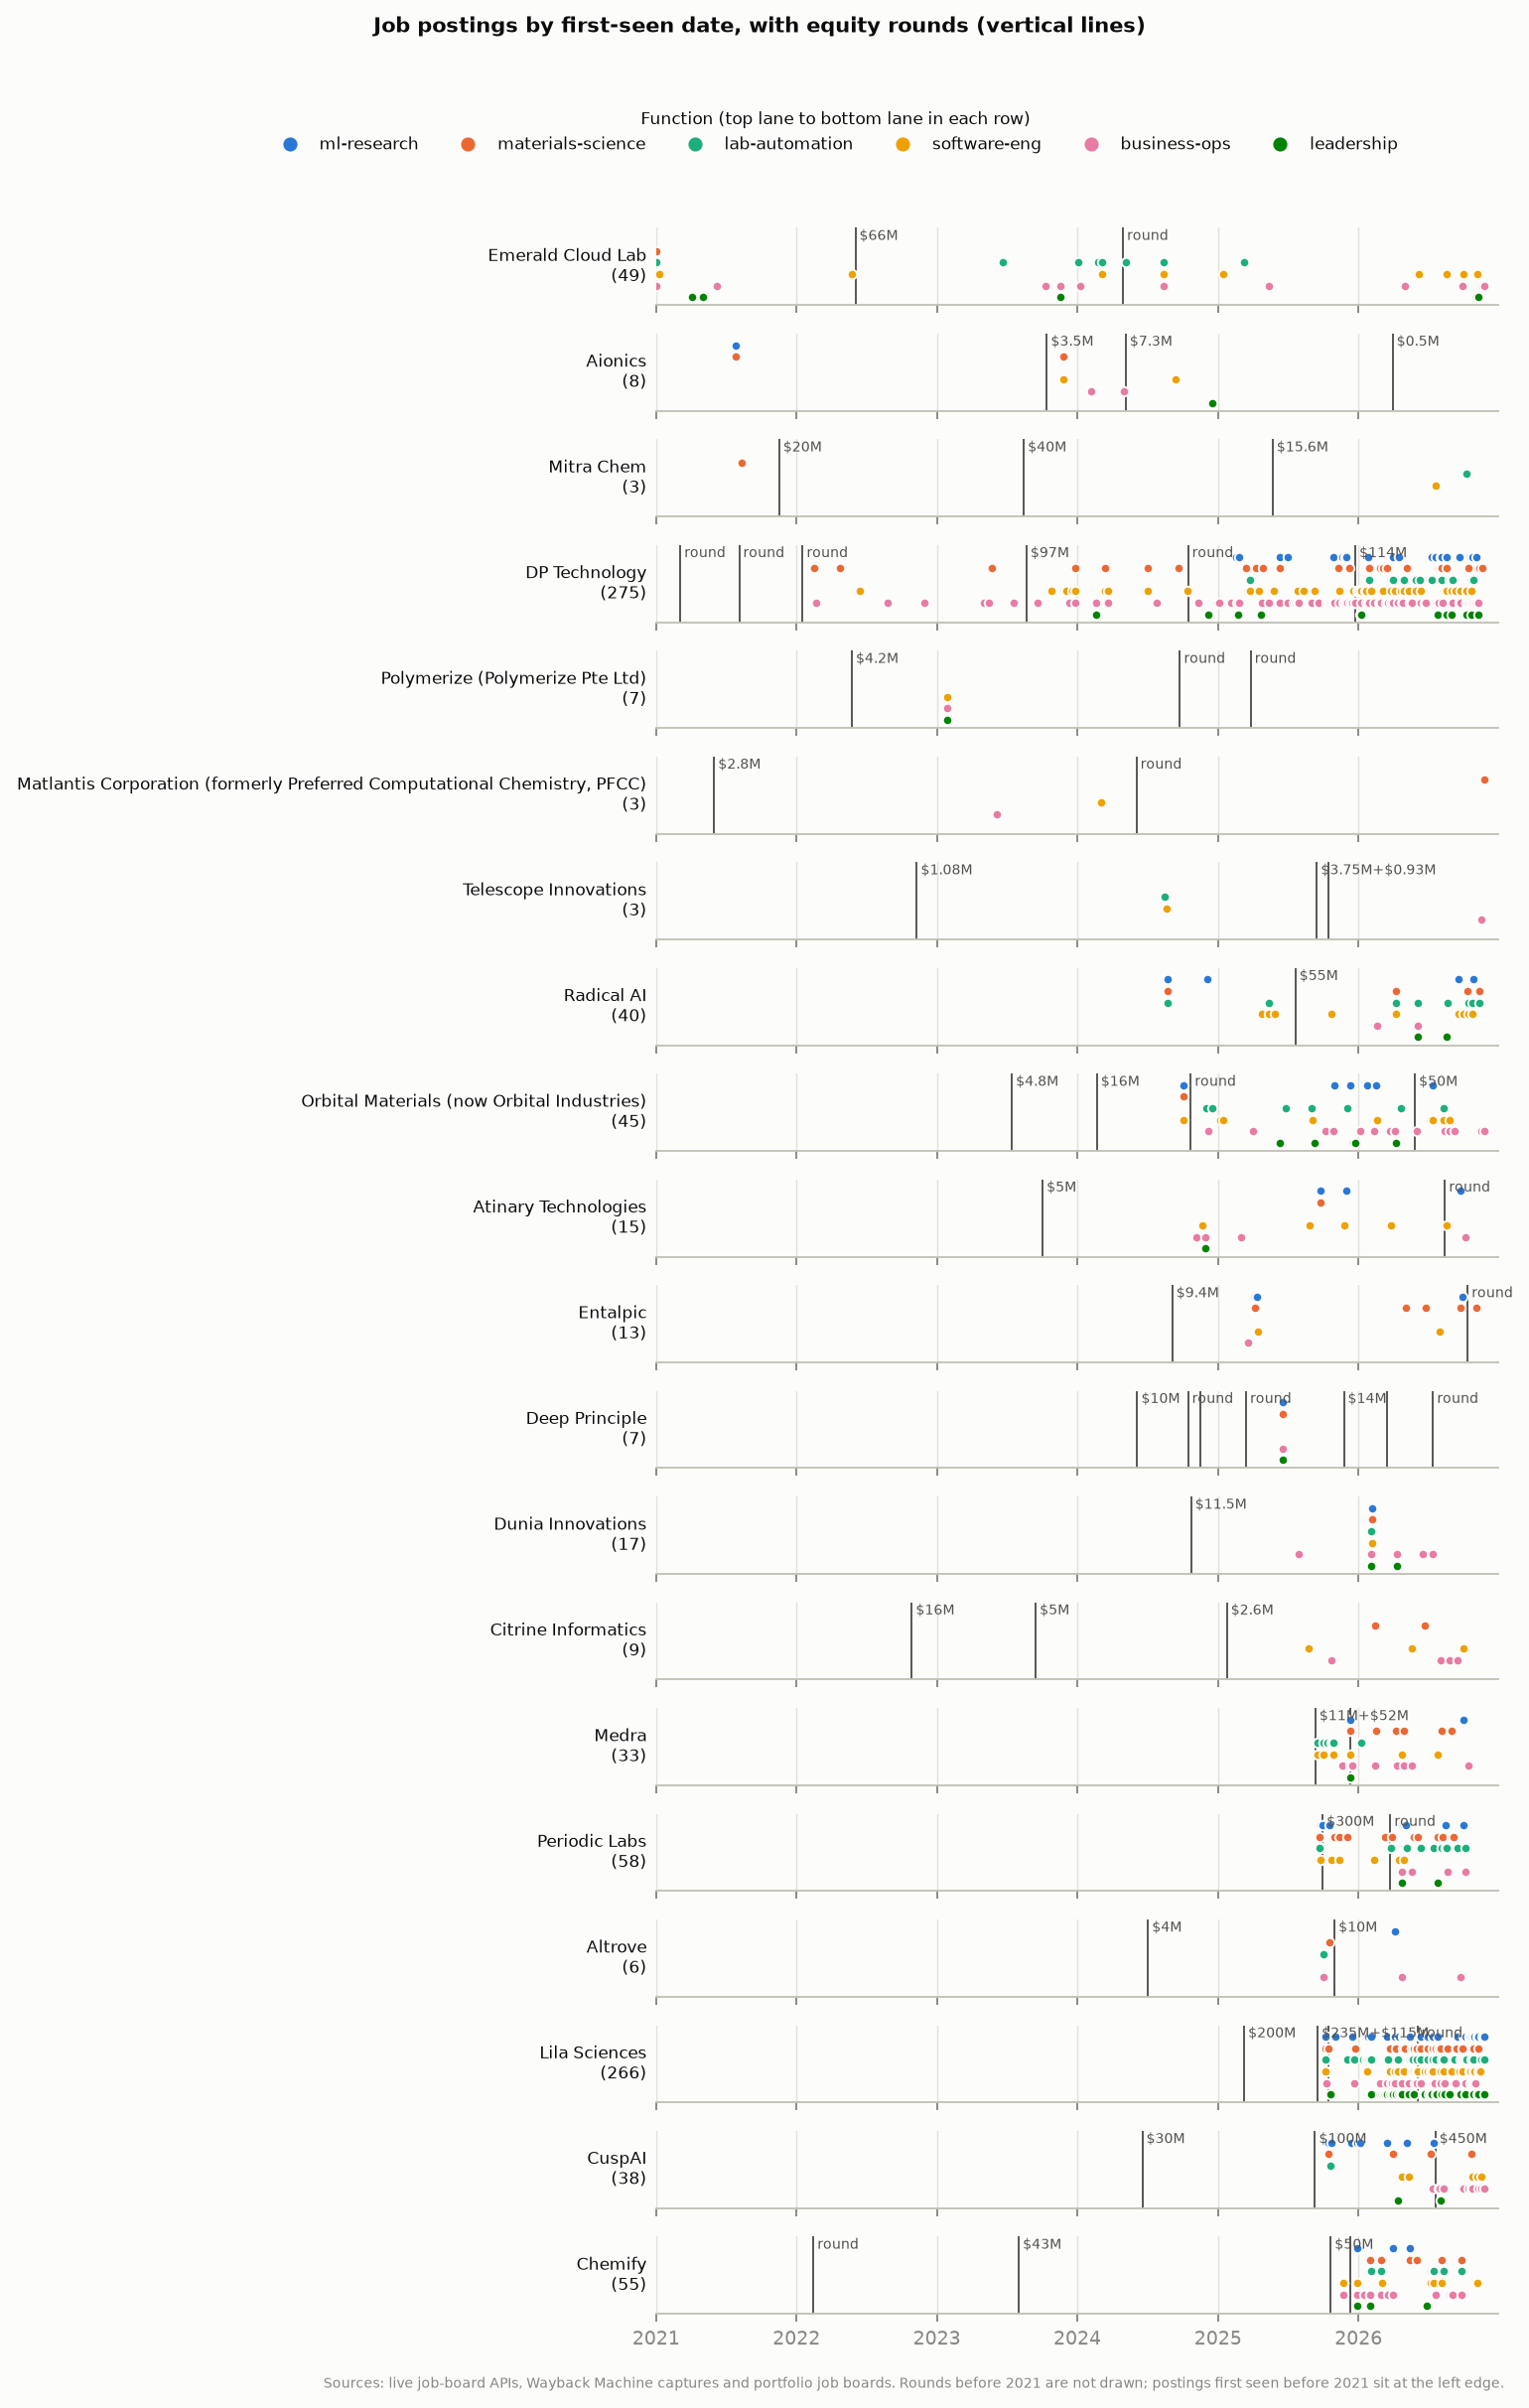 Job postings by first-seen date, with equity rounds (vertical lines)
Function (top lane to bottom lane in each row)
ml-research materials-science lab-automation software-eng business-ops leadership
Emerald Cloud Lab
(49)
$66M round
Aionics
(8)
$3.5M $7.3M $0.5M
Mitra Chem
(3)
$20M $40M $15.6M
DP Technology
(275)
round round round $97M round $114M
Polymerize (Polymerize Pte Ltd)
(7)
$4.2M round round
Matlantis Corporation (formerly Preferred Computational Chemistry, PFCC)
(3)
$2.8M round
Telescope Innovations
(3)
$1.08M $3.75M+$0.93M
Radical AI
(40)
$55M
Orbital Materials (now Orbital Industries)
(45)
$4.8M $16M round $50M
Atinary Technologies
(15)
$5M round
Entalpic
(13)
$9.4M round
Deep Principle
(7)
$10M round round $14M round
Dunia Innovations
(17)
$11.5M
Citrine Informatics
(9)
$16M $5M $2.6M
Medra
(33)
$11M+$52M
Periodic Labs
(58)
$300M round
Altrove
(6)
$4M $10M
Lila Sciences
(266)
$200M $235M+$115M round
CuspAI
(38)
$30M $100M $450M
Chemify
(55)
round $43M $50M
2021 2022 2023 2024 2025 2026
Sources: live job-board APIs, Wayback Machine captures and portfolio job boards. Rounds before 2021 are not drawn; postings first seen before 2021 sit at the left edge.